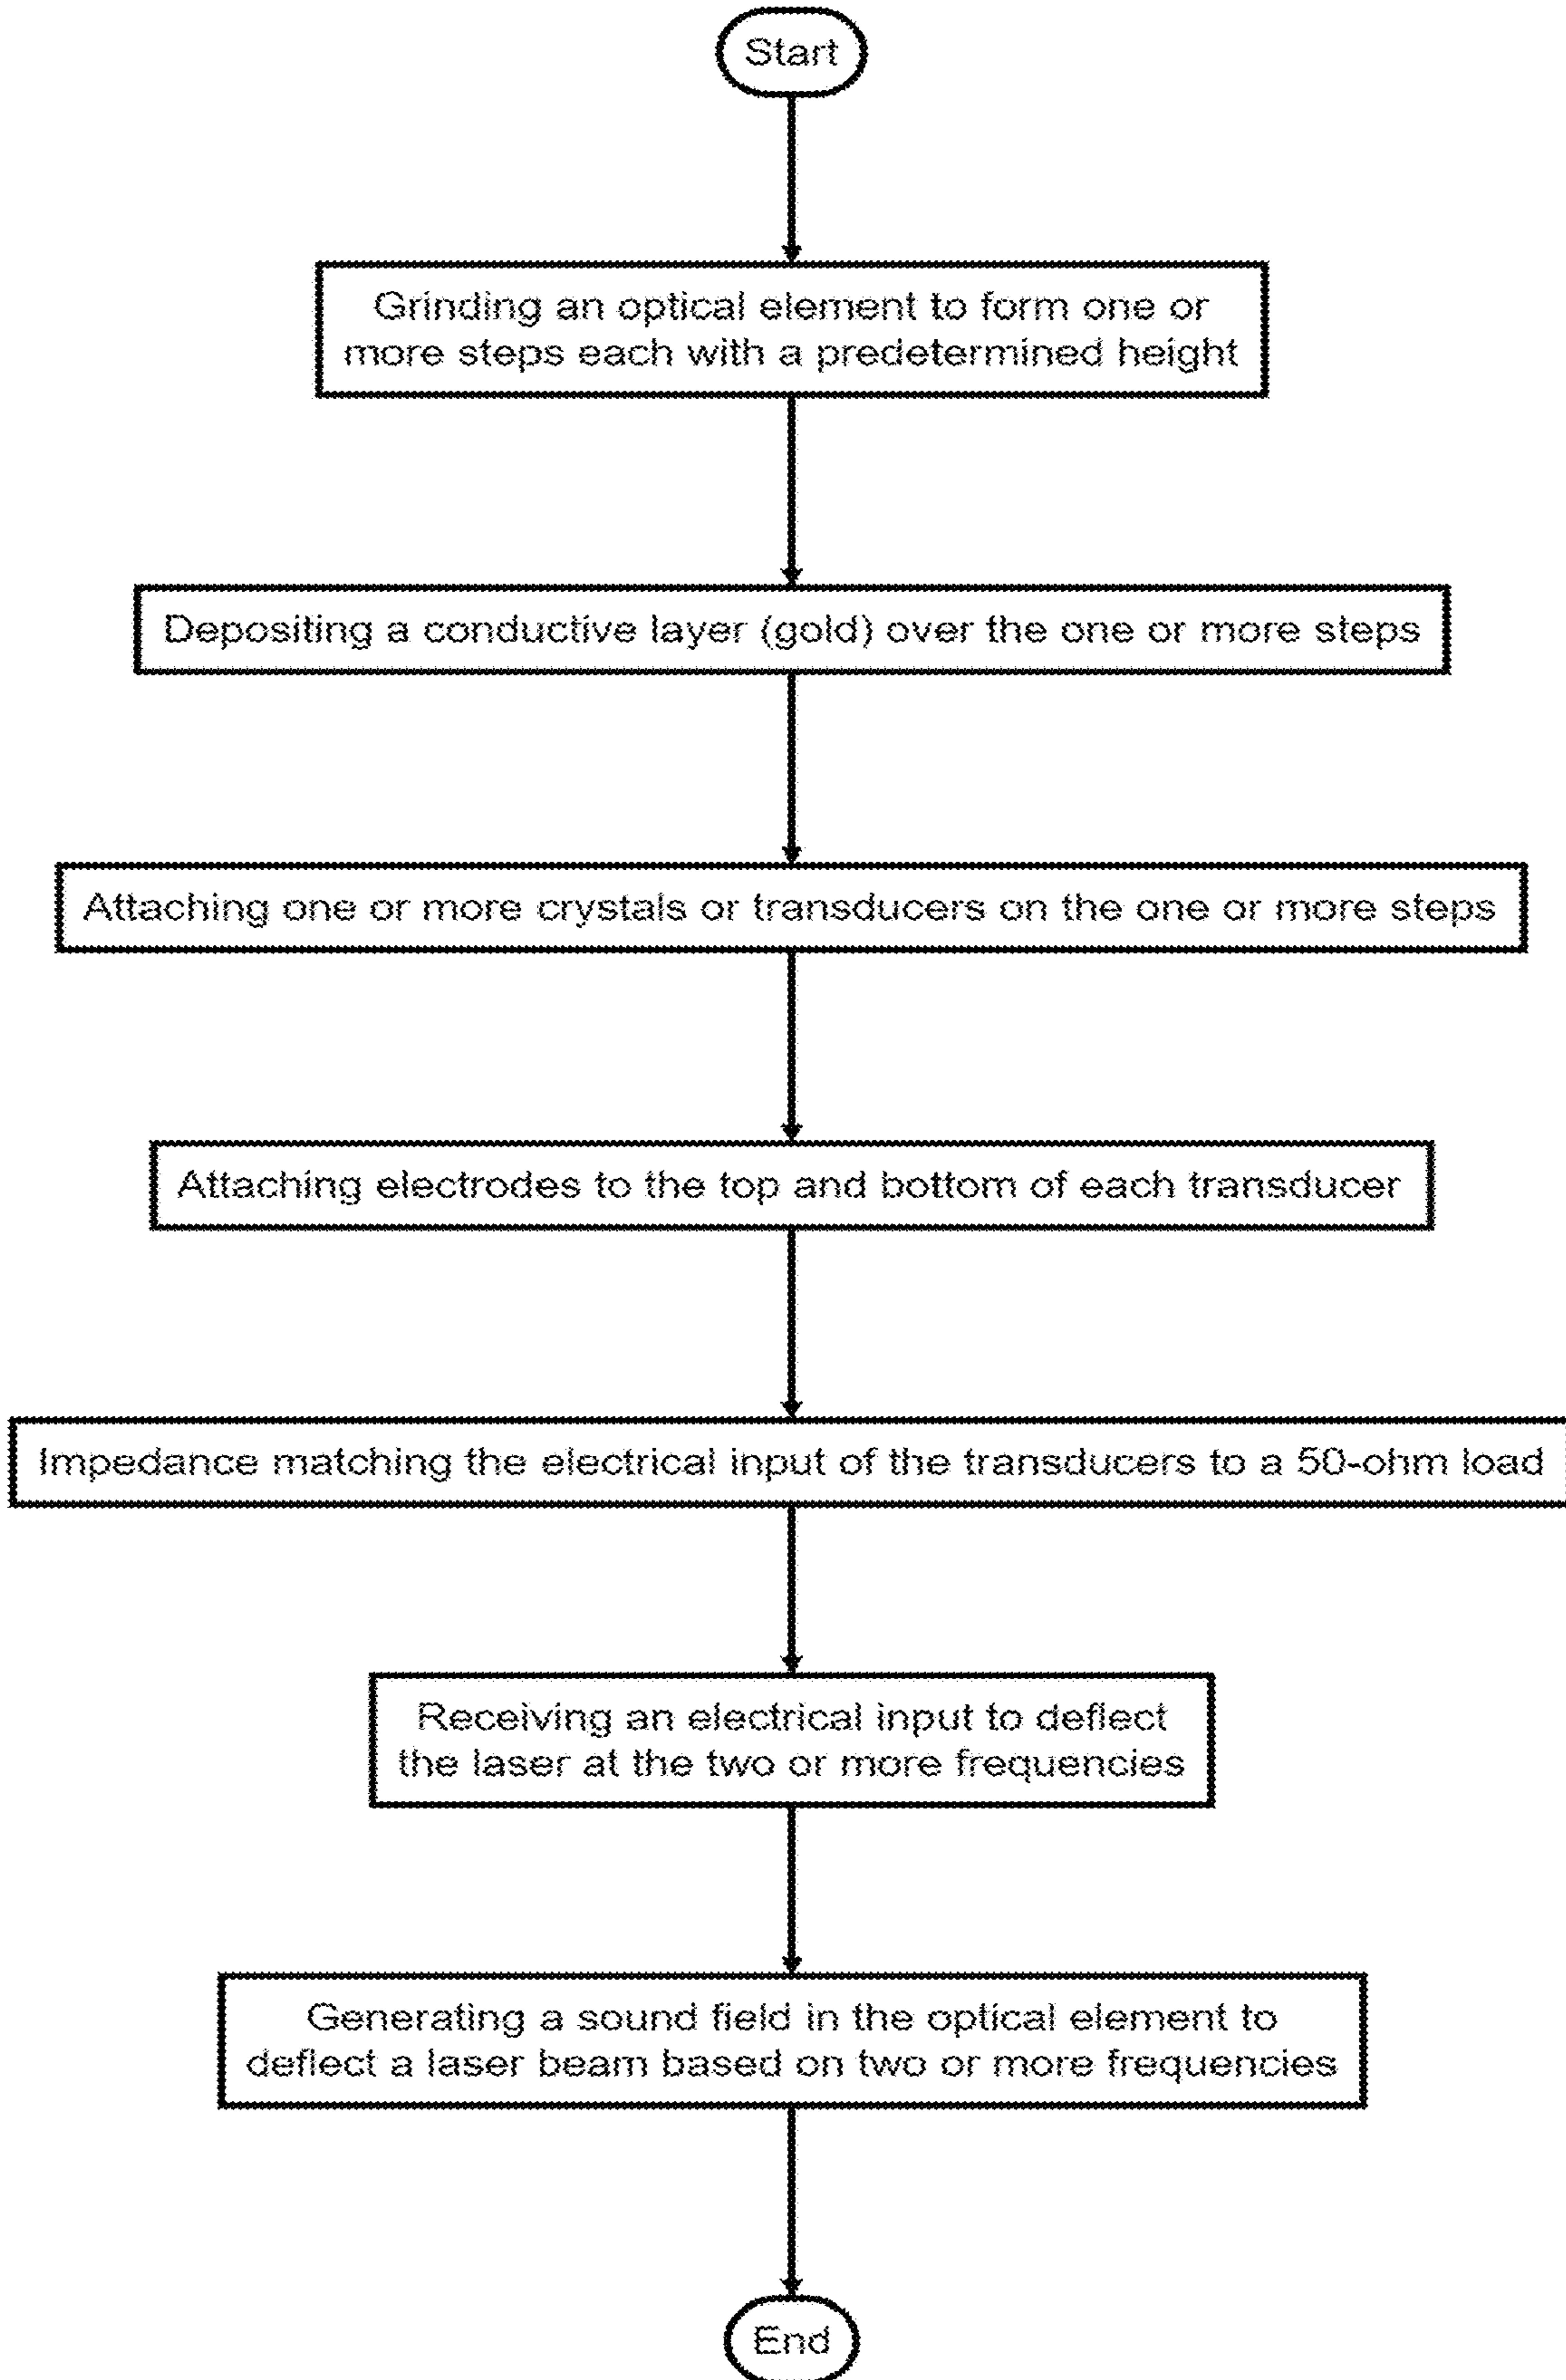 Start
Grinding an optical element to form one or
more steps each with a predetermined height
Depositing a conductive layer (gold) over the one or more steps
Attaching one or more crystals or transducers on the one or more steps
Attaching electrodes to the top and bottom of each transducer
Impedance matching the electrical input of the transducers to a 50-ohm load
Receiving an electrical input to deflect
the laser at the two or more frequencies
Generating a sound field in the optical element to
deflect a laser beam based on two or more frequencies
End